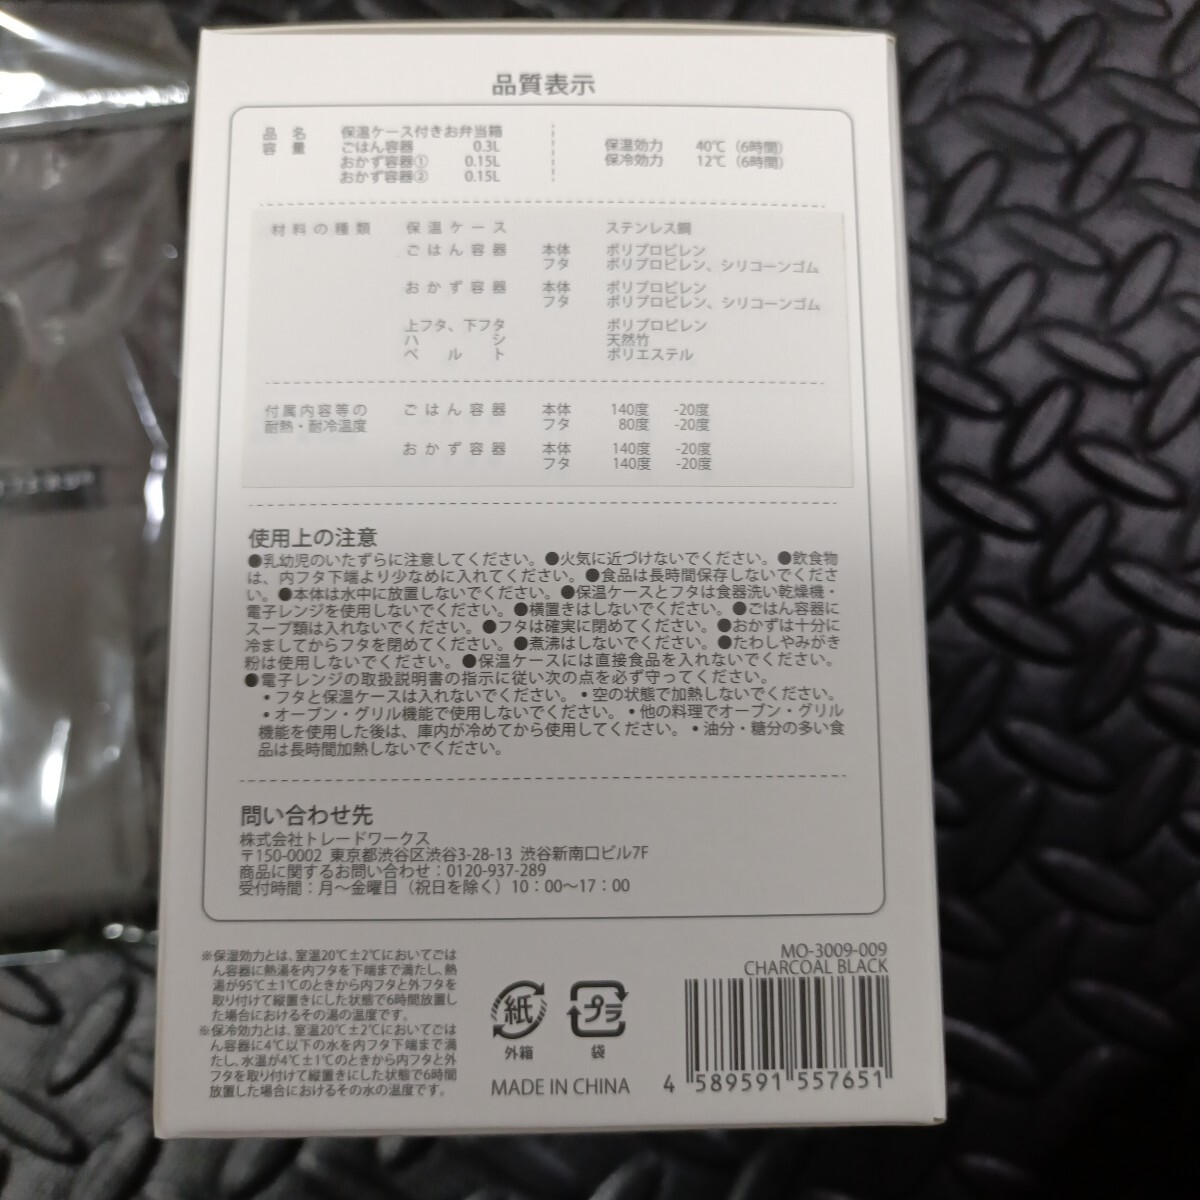 品質表示
品名 保温ケース付きお弁当箱
容量 ごはん容器 0.3L
おかず容器① 0.15L
おかず容器② 0.15L
保温効力 40℃（6時間）
保冷効力 12℃（6時間）
材料の種類 保温ケース ステンレス鋼
ごはん容器 本体 ポリプロピレン
フタ ポリプロピレン、シリコーンゴム
おかず容器 本体 ポリプロピレン
フタ ポリプロピレン、シリコーンゴム
上フタ、下フタ ポリプロピレン
ハシ 天然竹
ベルト ポリエステル
付属内容等の ごはん容器 本体 140度 -20度
耐熱・耐冷温度 フタ 80度 -20度
おかず容器 本体 140度 -20度
フタ 140度 -20度
使用上の注意
●乳幼児のいたずらに注意してください。●火気に近づけないでください。●飲食物
は、内フタ下端より少なめに入れてください。●食品は長時間保存しないでくださ
い。●本体は水中に放置しないでください。●保温ケースとフタは食器洗い乾燥機・
電子レンジを使用しないでください。●横置きはしないでください。●ごはん容器に
スープ類は入れないでください。●フタは確実に閉めてください。●おかずは十分に
冷ましてからフタを閉めてください。●煮沸はしないでください。●たわしやみがき
粉は使用しないでください。●保温ケースには直接食品を入れないでください。
●電子レンジの取扱説明書の指示に従い次の点を必ず守ってください。
・フタと保温ケースは入れないでください。・空の状態で加熱しないでください。
・オーブン・グリル機能で使用しないでください。・他の料理でオーブン・グリル
機能を使用した後は、庫内が冷めてから使用してください。・油分・糖分の多い食
品は長時間加熱しないでください。
問い合わせ先
株式会社トレードワークス
〒150-0002 東京都渋谷区渋谷3-28-13 渋谷新南口ビル7F
商品に関するお問い合わせ：0120-937-289
受付時間：月〜金曜日（祝日を除く）10：00〜17：00
※保温効力とは、室温20℃±2℃においてごは
ん容器に熱湯を内フタを下端まで満たし、熱
湯が95℃±1℃のときから内フタと外フタを
取り付けて縦置きにした状態で6時間放置し
た場合におけるその湯の温度です。
※保冷効力とは、室温20℃±2℃においてごは
ん容器に4℃以下の水を内フタ下端まで満
たし、水温が4℃±1℃のときから内フタと外
フタを取り付けて縦置きにした状態で6時間
放置した場合におけるその水の温度です。
紙
外箱
プラ
袋
MADE IN CHINA
MO-3009-009
CHARCOAL BLACK
4 589591 557651